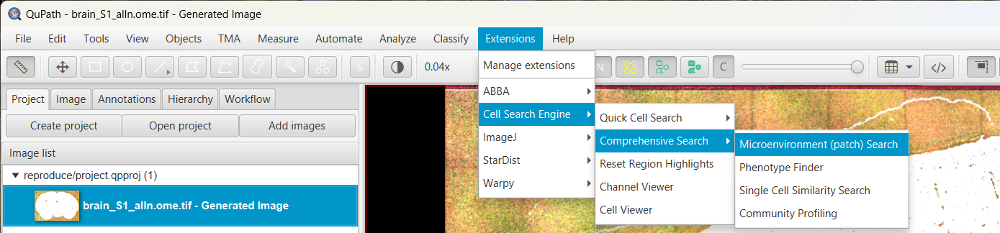 QuPath - brain_S1_alln.ome.tif - Generated Image
File Edit Tools View Objects TMA Measure Automate Analyze Classify Extensions Help
S 0.04x N C </>
Manage extensions
ABBA
Cell Search Engine
ImageJ
StarDist
Warpy
Quick Cell Search
Comprehensive Search
Reset Region Highlights
Channel Viewer
Cell Viewer
Microenvironment (patch) Search
Phenotype Finder
Single Cell Similarity Search
Community Profiling
Project Image Annotations Hierarchy Workflow
Create project Open project Add images
Image list
reproduce/project.qpproj (1)
brain_S1_alln.ome.tif - Generated Image